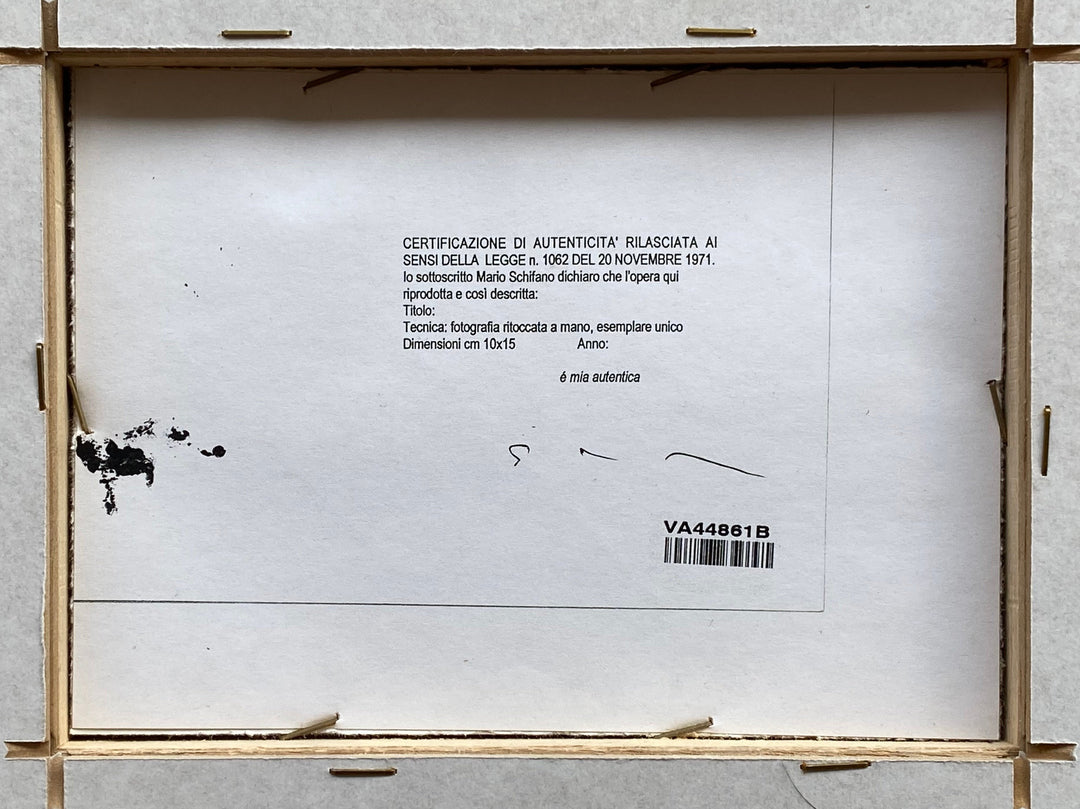 CERTIFICAZIONE DI AUTENTICITA' RILASCIATA AI
SENSI DELLA LEGGE n. 1062 DEL 20 NOVEMBRE 1971.
Io sottoscritto Mario Schifano dichiaro che l'opera qui
riprodotta e così descritta:
Titolo:
Tecnica: fotografia ritoccata a mano, esemplare unico
Dimensioni cm 10x15 Anno:
é mia autentica
VA44861B